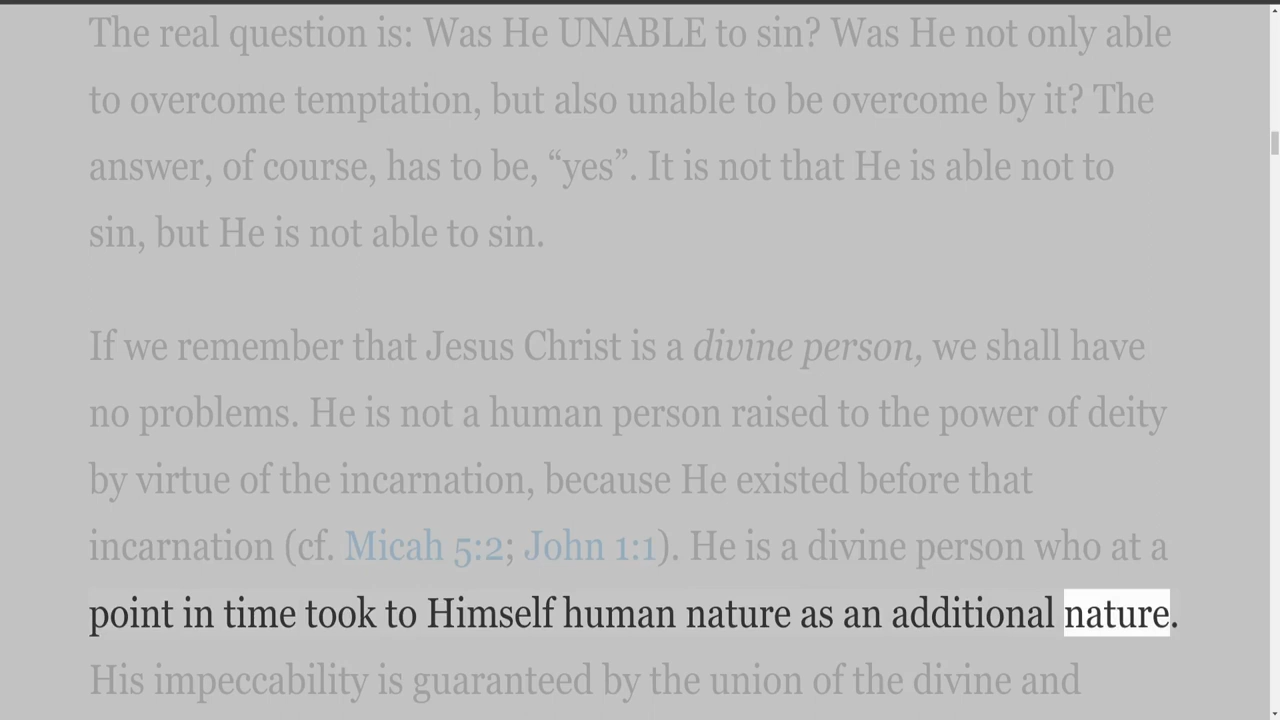 The real question is: Was He UNABLE to sin? Was He not only able
to overcome temptation, but also unable to be overcome by it? The
answer, of course, has to be, “yes”. It is not that He is able not to
sin, but He is not able to sin.
If we remember that Jesus Christ is a divine person, we shall have
no problems. He is not a human person raised to the power of deity
by virtue of the incarnation, because He existed before that
incarnation (cf. Micah 5:2; John 1:1). He is a divine person who at a
point in time took to Himself human nature as an additional nature.
His impeccability is guaranteed by the union of the divine and